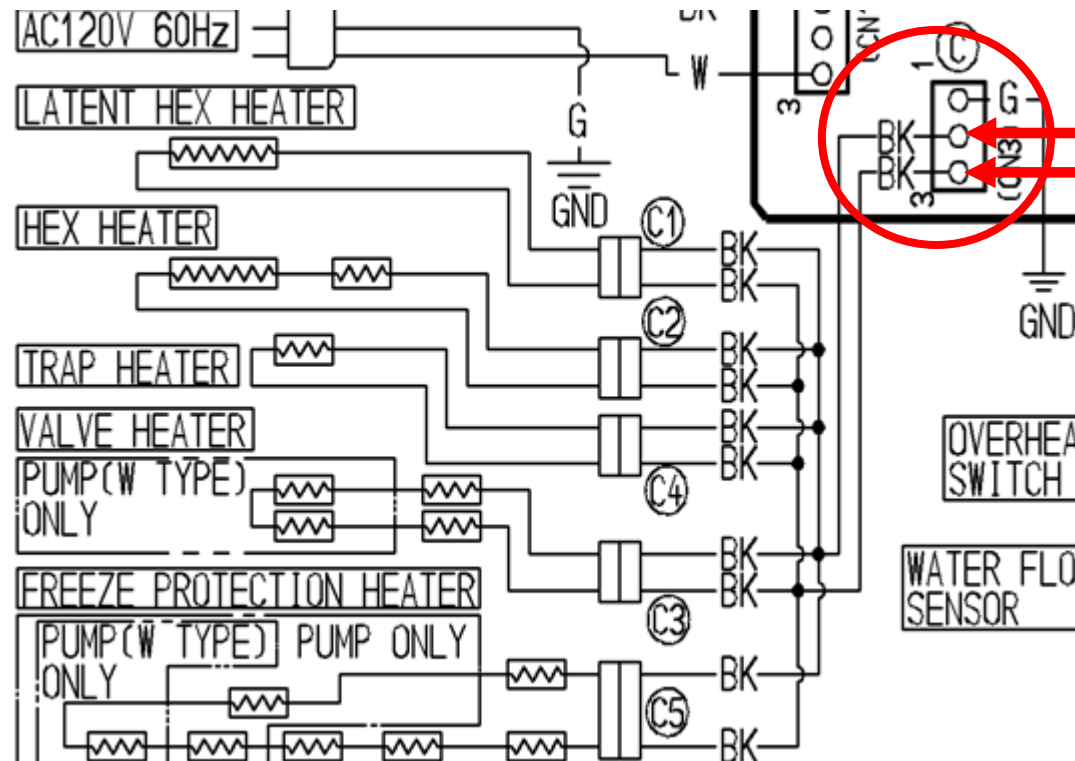 AC120V 60Hz
BK
W
3
(CN
1
C
G
BK
BK
3
(CN3)
GND
LATENT HEX HEATER
G
GND
HEX HEATER
C1
BK
BK
C2
BK
BK
TRAP HEATER
BK
BK
C4
VALVE HEATER
PUMP(W TYPE)
ONLY
BK
BK
C3
OVERHEA
SWITCH
WATER FLO
SENSOR
FREEZE PROTECTION HEATER
PUMP(W TYPE) PUMP ONLY
ONLY
BK
C5
BK